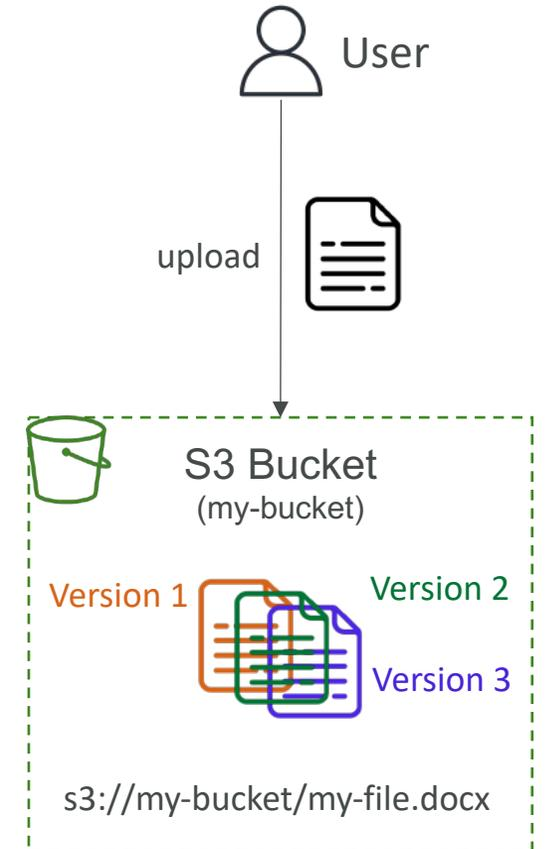 User
upload
S3 Bucket
(my-bucket)
Version 1
Version 2
Version 3
s3://my-bucket/my-file.docx